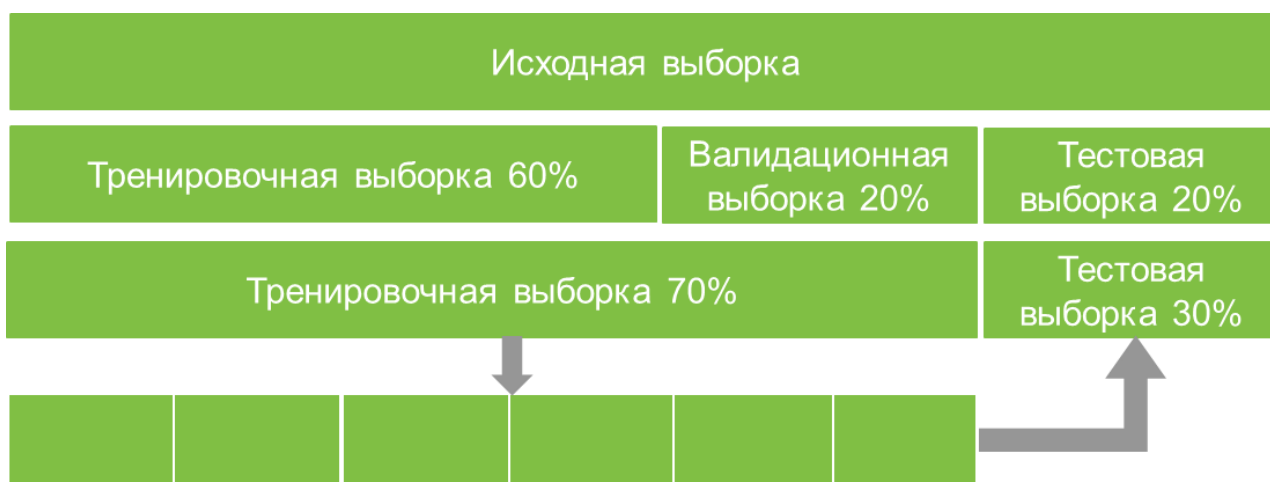 Исходная выборка
Тренировочная выборка 60%
Валидационная
выборка 20%
Тестовая
выборка 20%
Тренировочная выборка 70%
Тестовая
выборка 30%